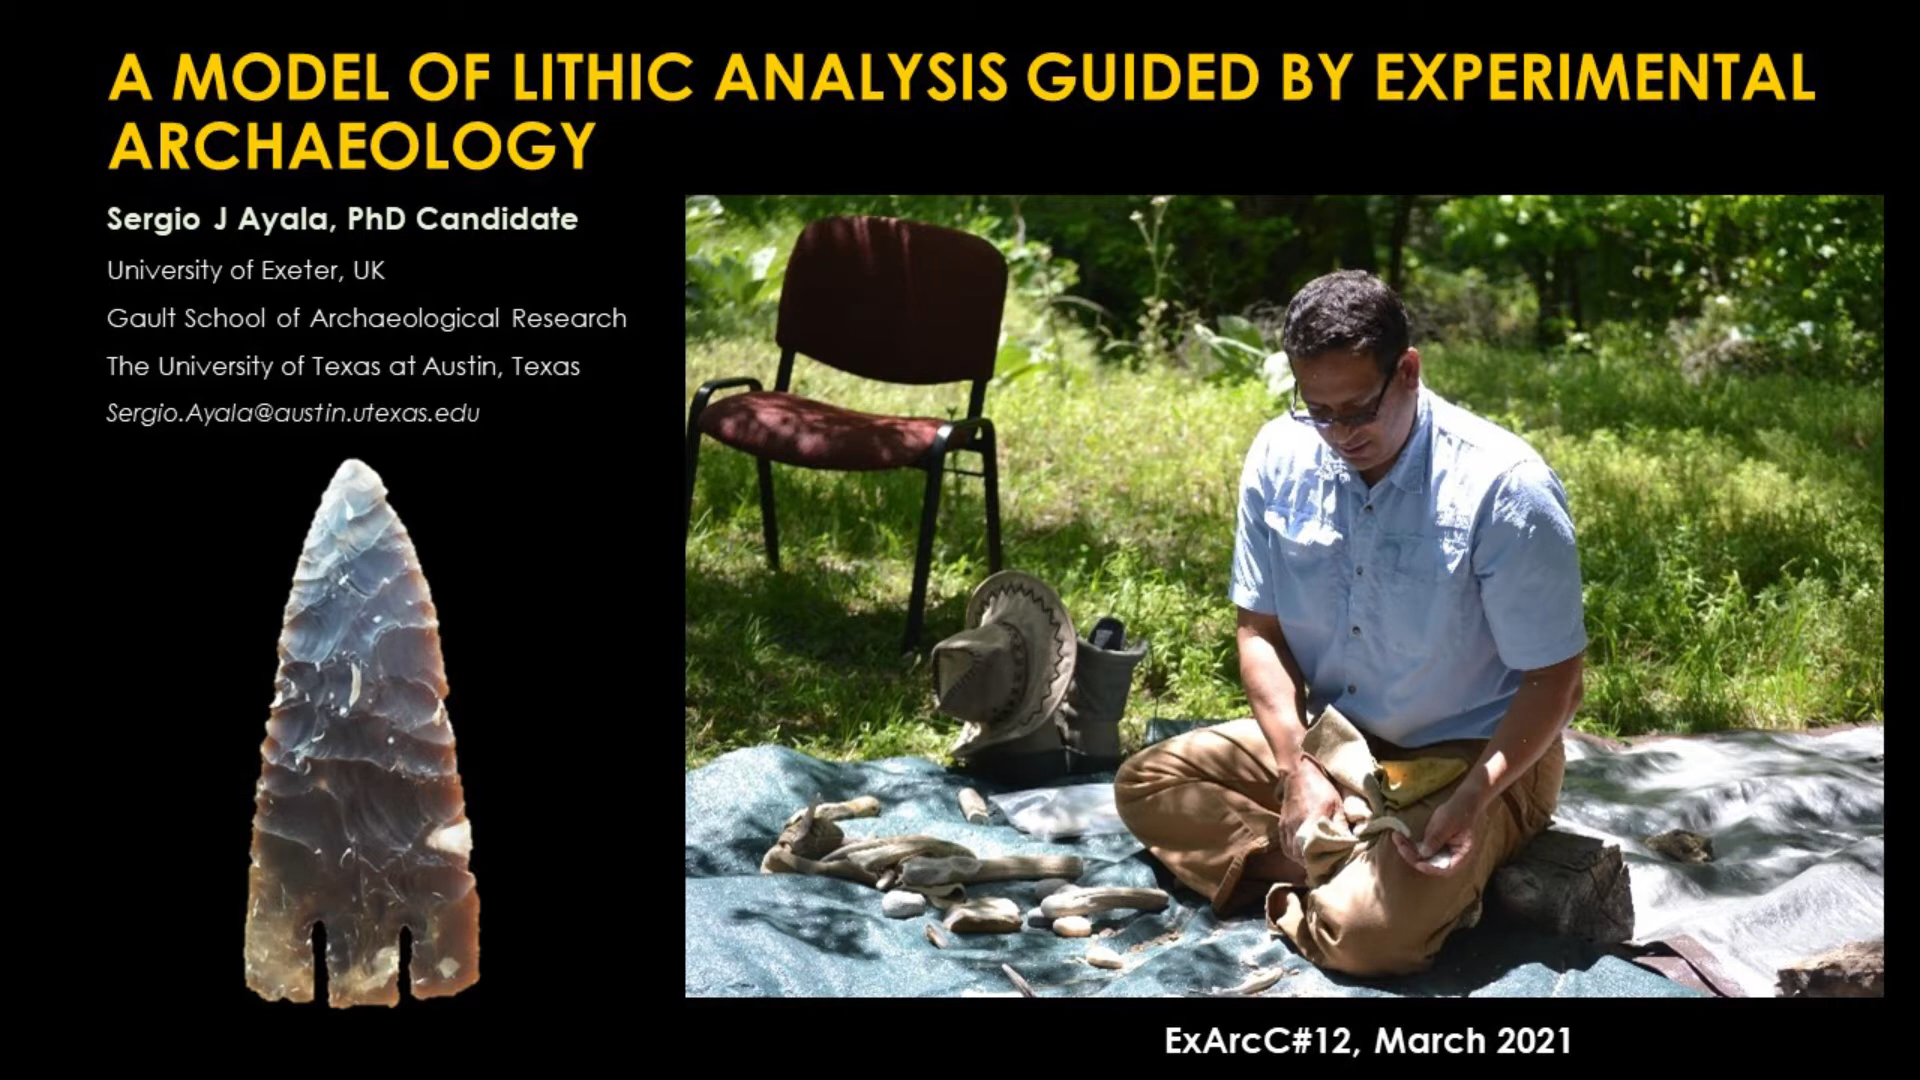 A MODEL OF LITHIC ANALYSIS GUIDED BY EXPERIMENTAL
ARCHAEOLOGY
Sergio J Ayala, PhD Candidate
University of Exeter, UK
Gault School of Archaeological Research
The University of Texas at Austin, Texas
Sergio.Ayala@austin.utexas.edu
ExArcC#12, March 2021